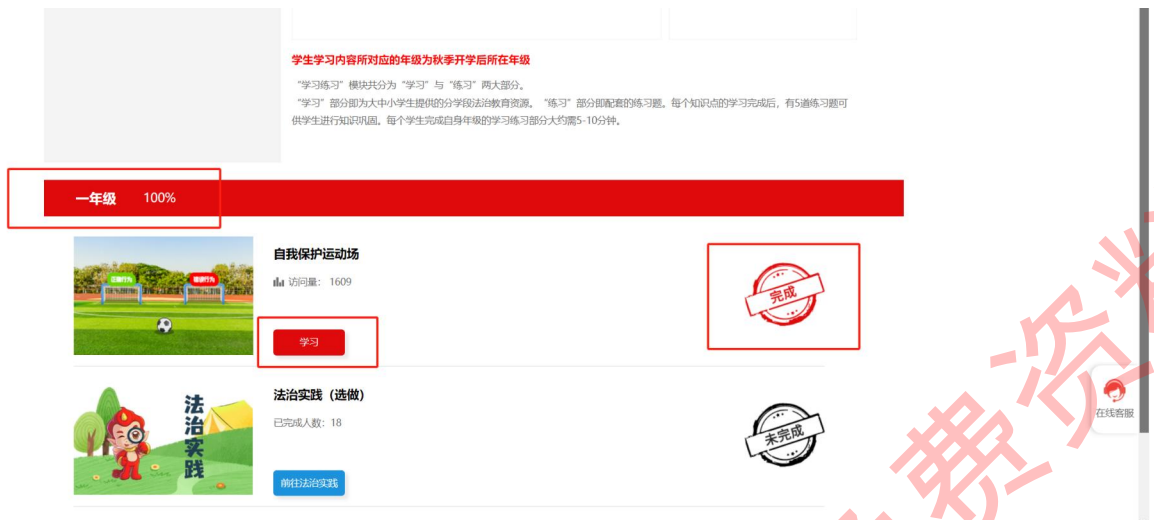 学生学习内容所对应的年级为秋季开学后所在年级
“学习练习”模块共分为“学习”与“练习”两大部分。
“学习”部分即为大中小学生提供的分学段法治教育资源。“练习”部分即配套的练习题。每个知识点的学习完成后，有5道练习题可
供学生进行知识巩固。每个学生完成自身年级的学习练习部分大约需5-10分钟。
一年级 100%
自我保护运动场
访问量： 1609
完成
学习
法治实践
法治实践（选做）
已完成人数：18
未完成
前往法治实践
在线客服
费资料